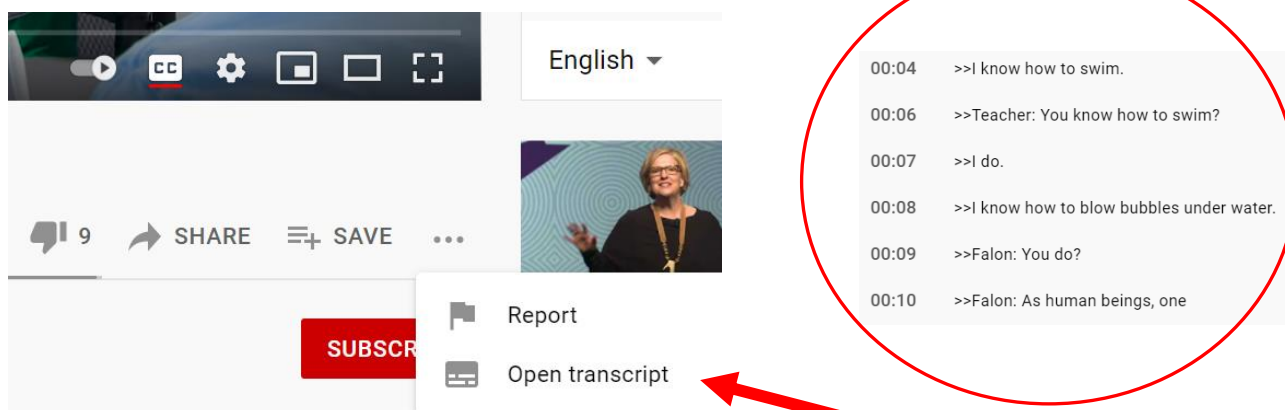 CC
English
9 SHARE SAVE ...
Report
SUBSCR
Open transcript
00:04 >>I know how to swim.
00:06 >>Teacher: You know how to swim?
00:07 >>I do.
00:08 >>I know how to blow bubbles under water.
00:09 >>Falon: You do?
00:10 >>Falon: As human beings, one